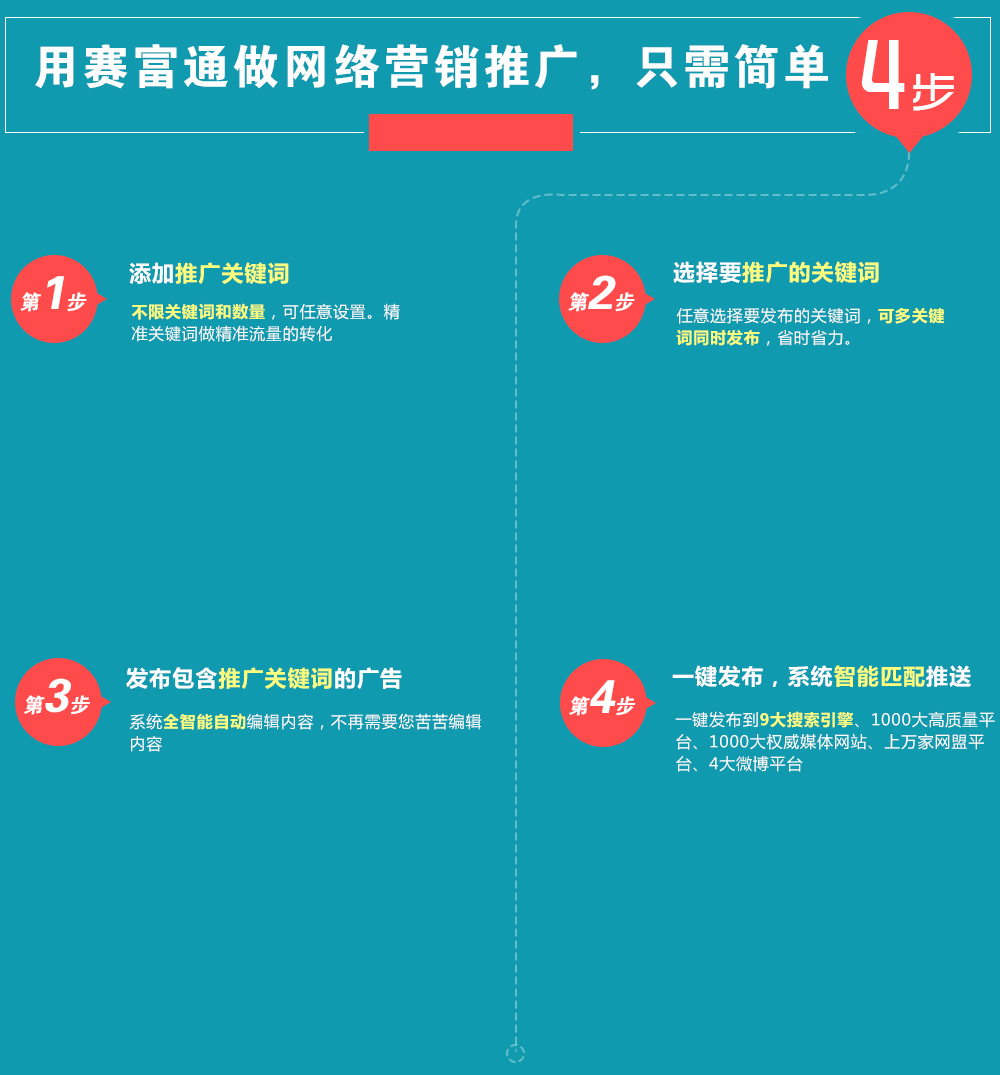 用赛富通做网络营销推广，只需简单4步
第1步
添加推广关键词
不限关键词和数量，可任意设置。精
准关键词做精准流量的转化
第2步
选择要推广的关键词
任意选择要发布的关键词，可多关键
词同时发布，省时省力。
第3步
发布包含推广关键词的广告
系统全智能自动编辑内容，不再需要您苦苦编辑
内容
第4步
一键发布，系统智能匹配推送
一键发布到9大搜索引擎、1000大高质量平
台、1000大权威媒体网站、上万家网盟平
台、4大微博平台